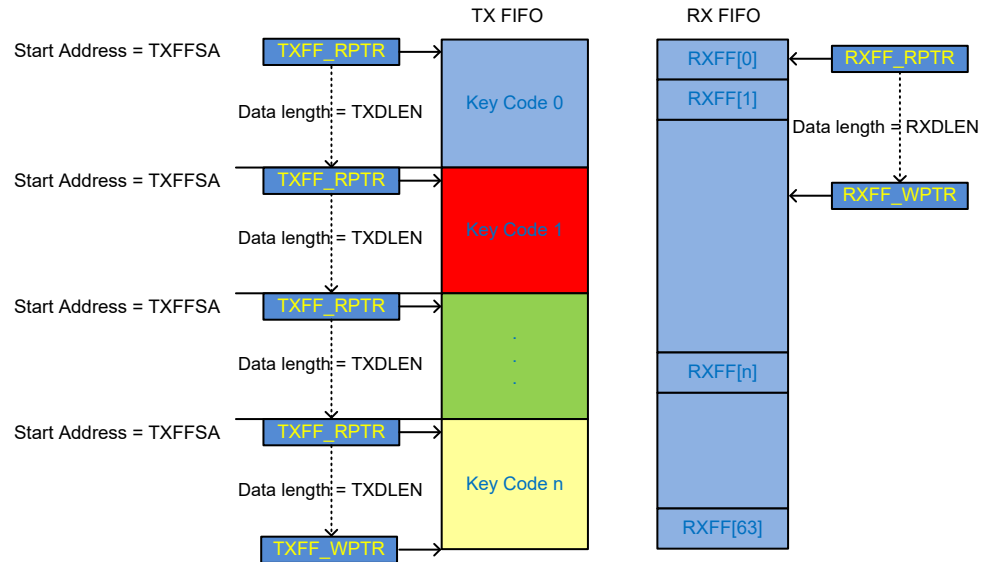 TX FIFO
RX FIFO
Start Address = TXFFSA
TXFF_RPTR
Key Code 0
Data length = TXDLEN
Start Address = TXFFSA
TXFF_RPTR
Key Code 1
Data length = TXDLEN
Start Address = TXFFSA
TXFF_RPTR
.
.
.
Data length = TXDLEN
Start Address = TXFFSA
TXFF_RPTR
Key Code n
Data length = TXDLEN
TXFF_WPTR
RXFF[0]
RXFF_RPTR
RXFF[1]
Data length = RXDLEN
RXFF_WPTR
RXFF[n]
RXFF[63]